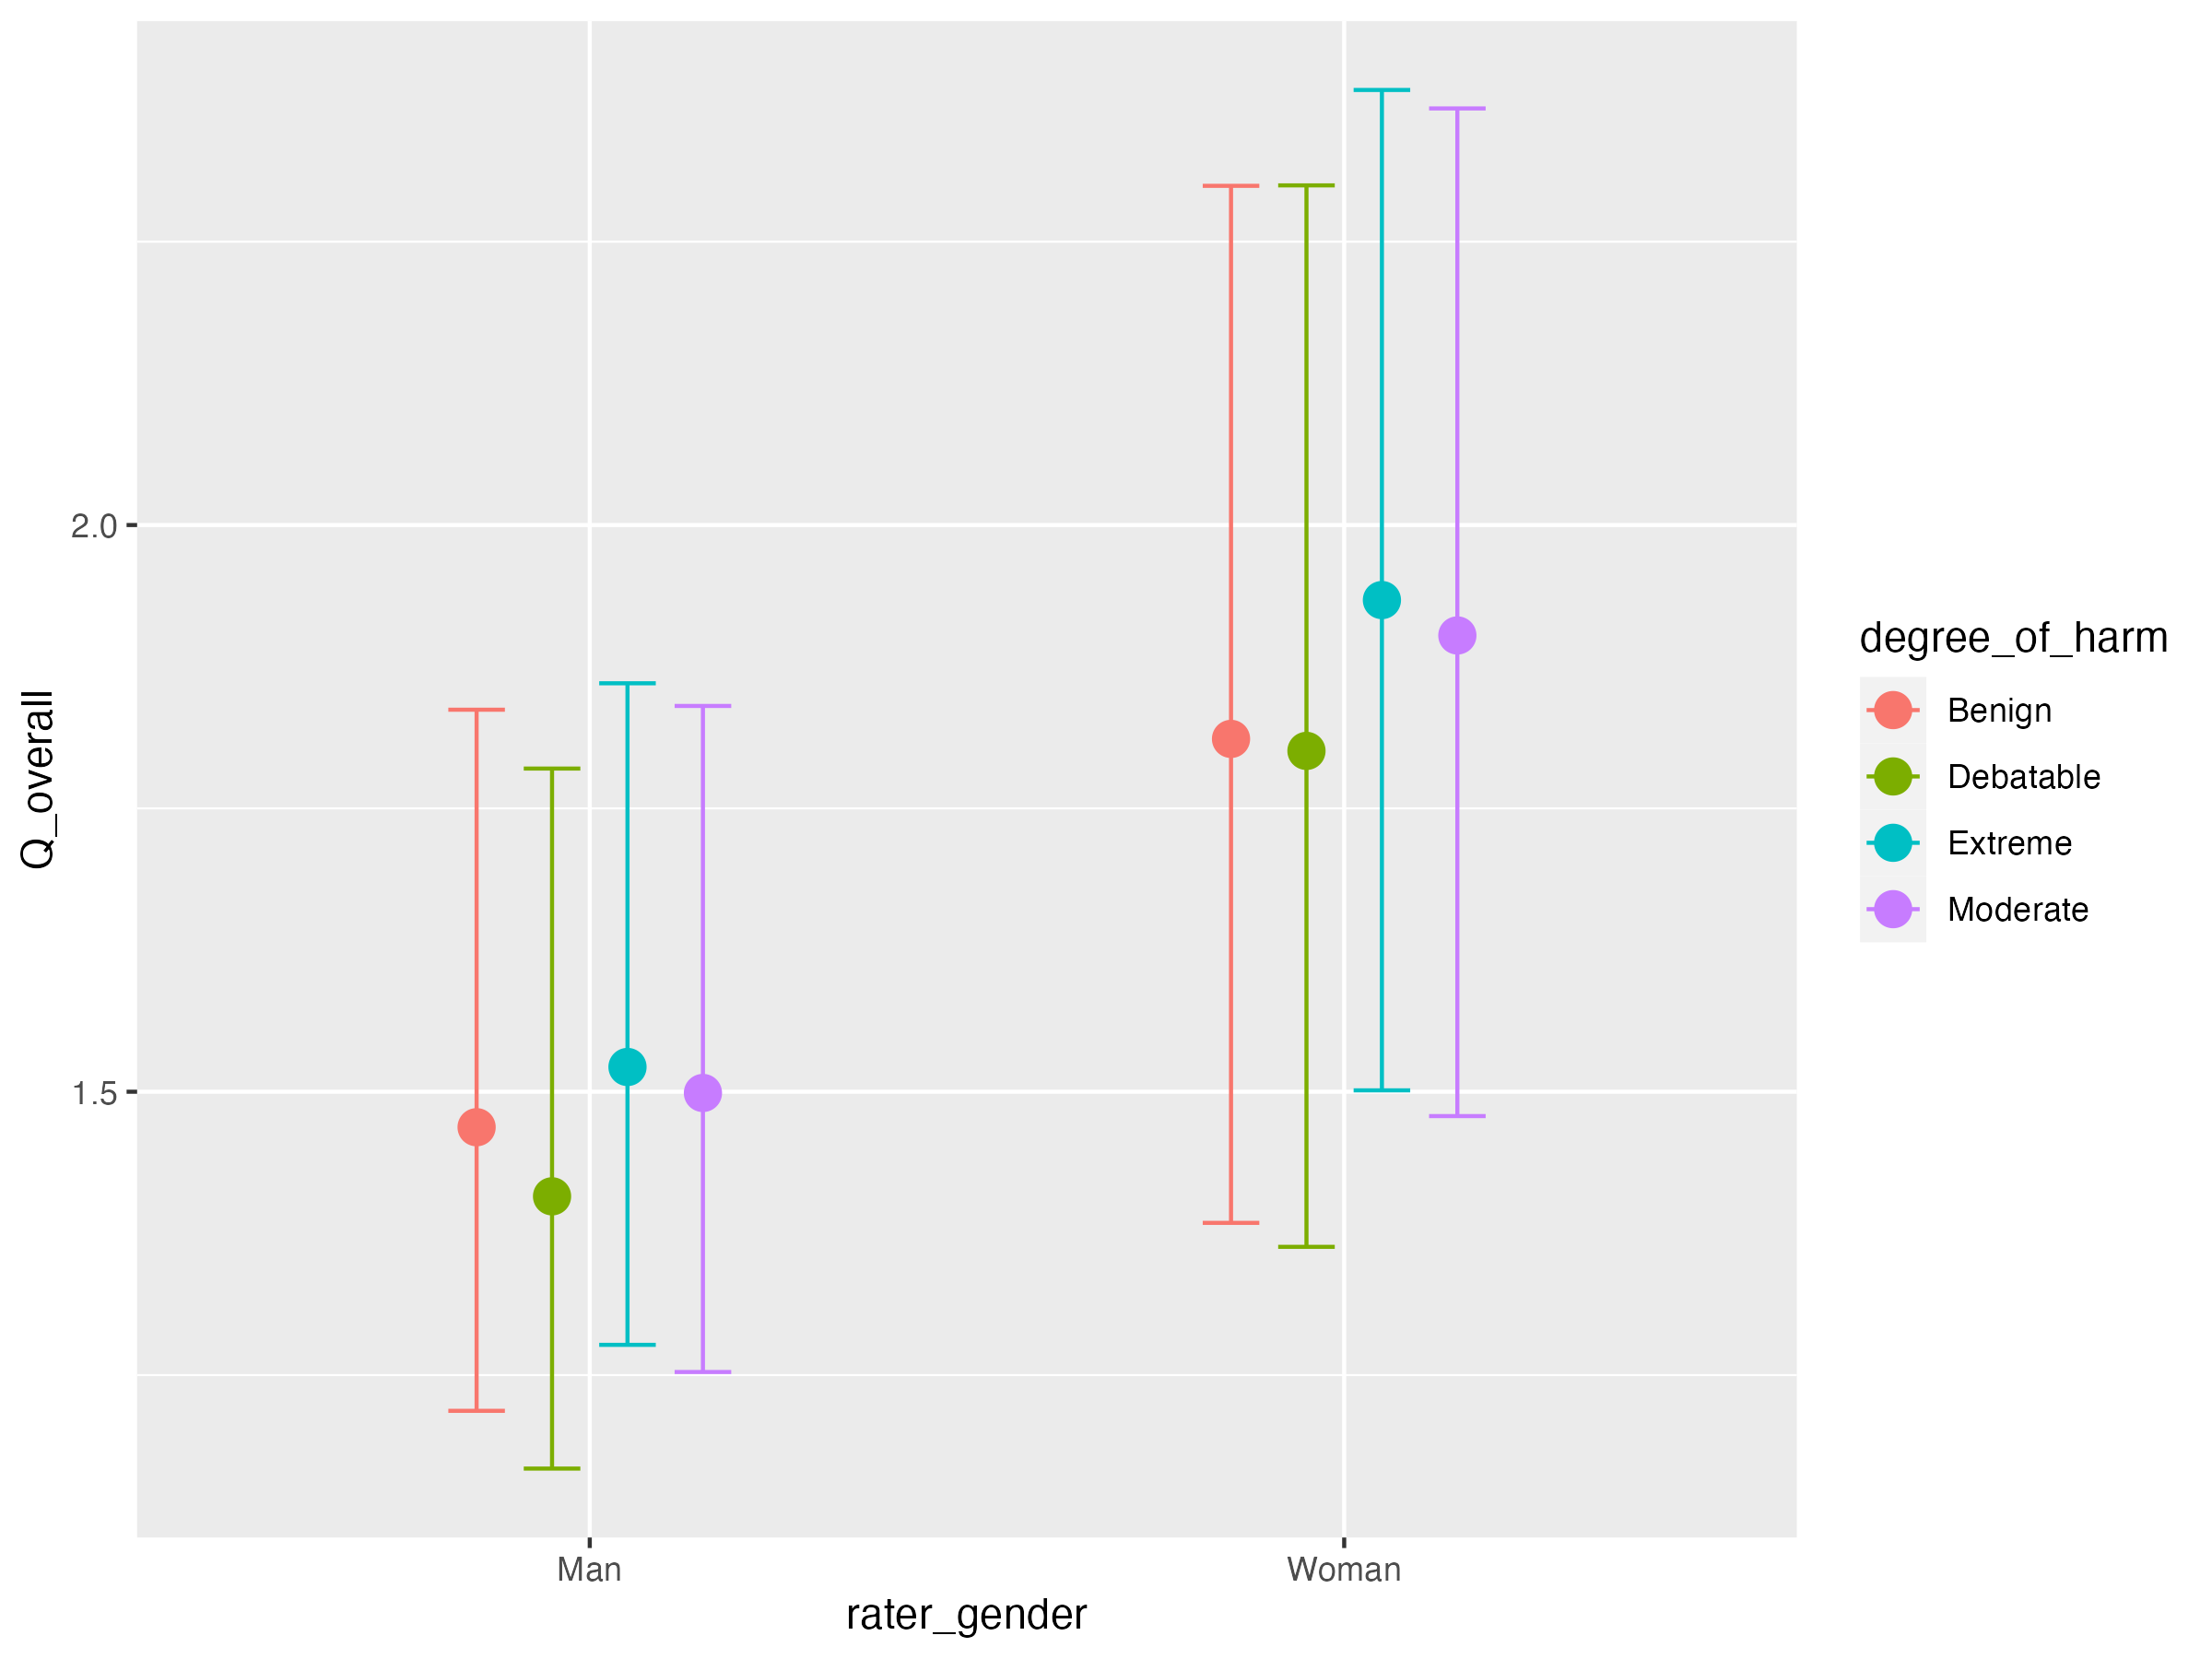 Q_overall
2.0
1.5
Man
Woman
rater_gender
degree_of_harm
Benign
Debatable
Extreme
Moderate